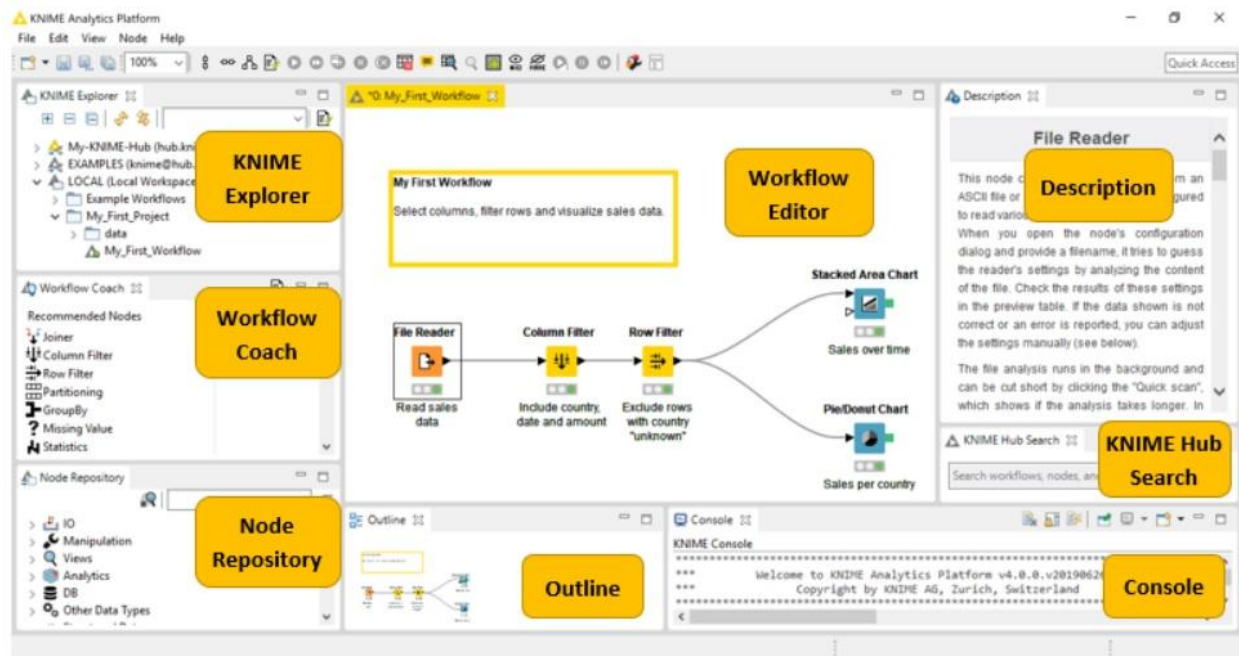 KNIME Analytics Platform
File Edit View Node Help
100%
Quick Access
KNIME Explorer
My-KNIME-Hub (hub.kni
EXAMPLES (knime@hub.
LOCAL (Local Workspace
Example Workflows
My_First_Project
data
My_First_Workflow
KNIME
Explorer
Workflow Coach
Recommended Nodes
Joiner
Column Filter
Row Filter
Partitioning
GroupBy
Missing Value
Statistics
Workflow
Coach
Node Repository
IO
Manipulation
Views
Analytics
DB
Other Data Types
Node
Repository
*0: My_First_Workflow
My First Workflow
Select columns, filter rows and visualize sales data.
Workflow
Editor
File Reader
Read sales
data
Column Filter
Include country,
date and amount
Row Filter
Exclude rows
with country
"unknown"
Stacked Area Chart
Sales over time
Pie/Donut Chart
Sales per country
Outline
Outline
Description
File Reader
This node c
om an
ASCII file or
gured
to read variou
Description
When you open the node's configuration
dialog and provide a filename, it tries to guess
the reader's settings by analyzing the content
of the file. Check the results of these settings
in the preview table. If the data shown is not
correct or an error is reported, you can adjust
the settings manually (see below).
The file analysis runs in the background and
can be cut short by clicking the "Quick scan",
which shows if the analysis takes longer. In
KNIME Hub Search
Search workflows, nodes, an
KNIME Hub
Search
Console
KNIME Console
*** Welcome to KNIME Analytics Platform v4.0.0.v2019062
*** Copyright by KNIME AG, Zurich, Switzerland
Console